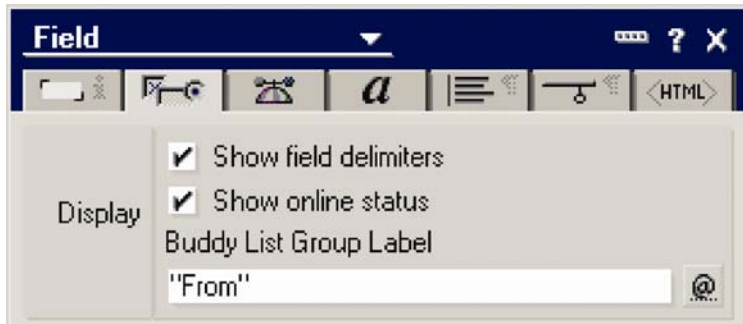 Field ?
a <HTML>
Show field delimiters
Show online status
Display
Buddy List Group Label
"From" @